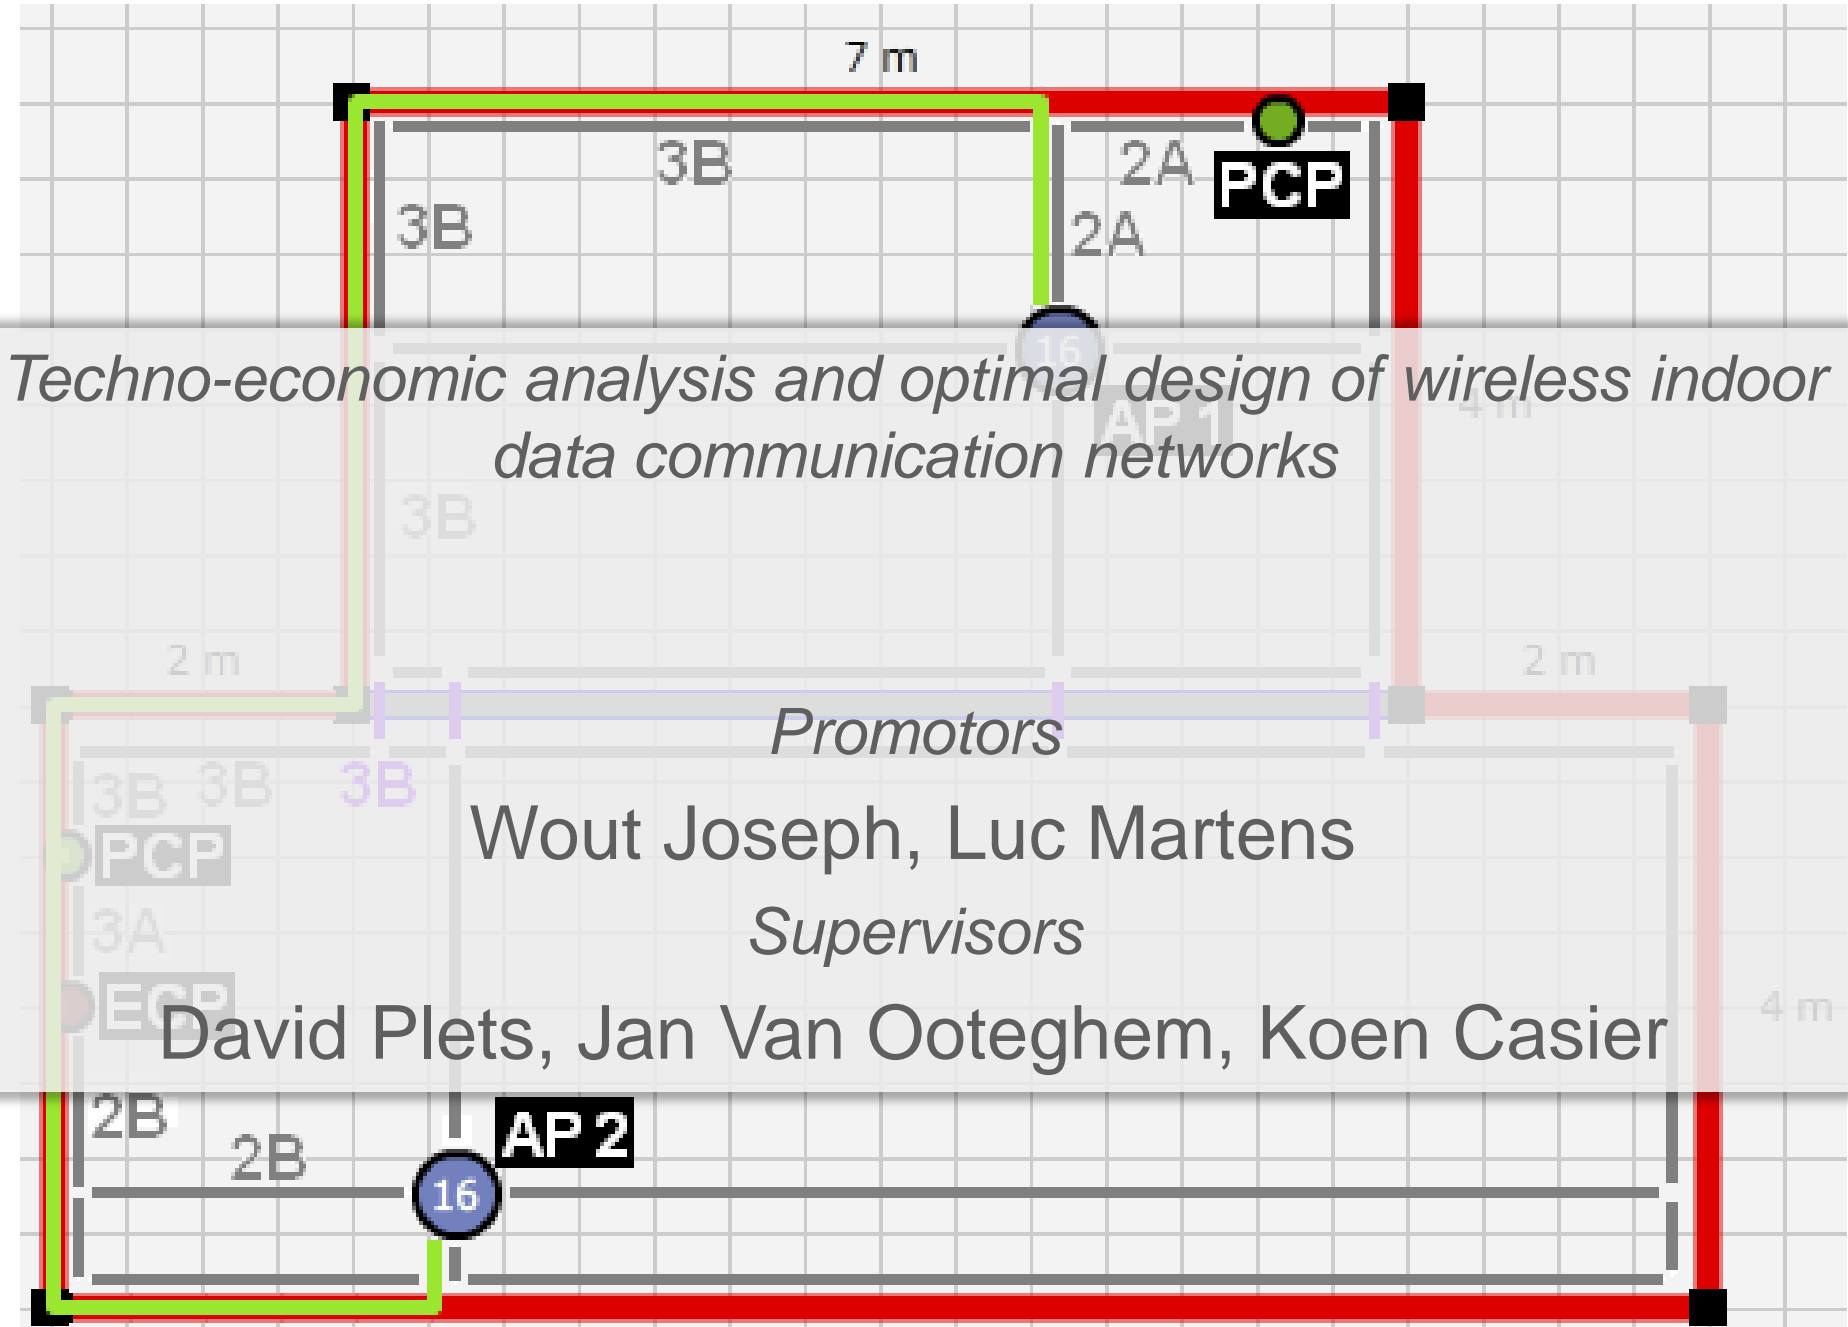 7 m
3B
2A
PCP
3B
2A
16
Techno-economic analysis and optimal design of wireless indoor
data communication networks
4 m
AP 1
3B
2 m
2 m
Promotors
3B
3B
3B
Wout Joseph, Luc Martens
PCP
3A
Supervisors
ECP
4 m
David Plets, Jan Van Ooteghem, Koen Casier
2B
AP 2
2B
16